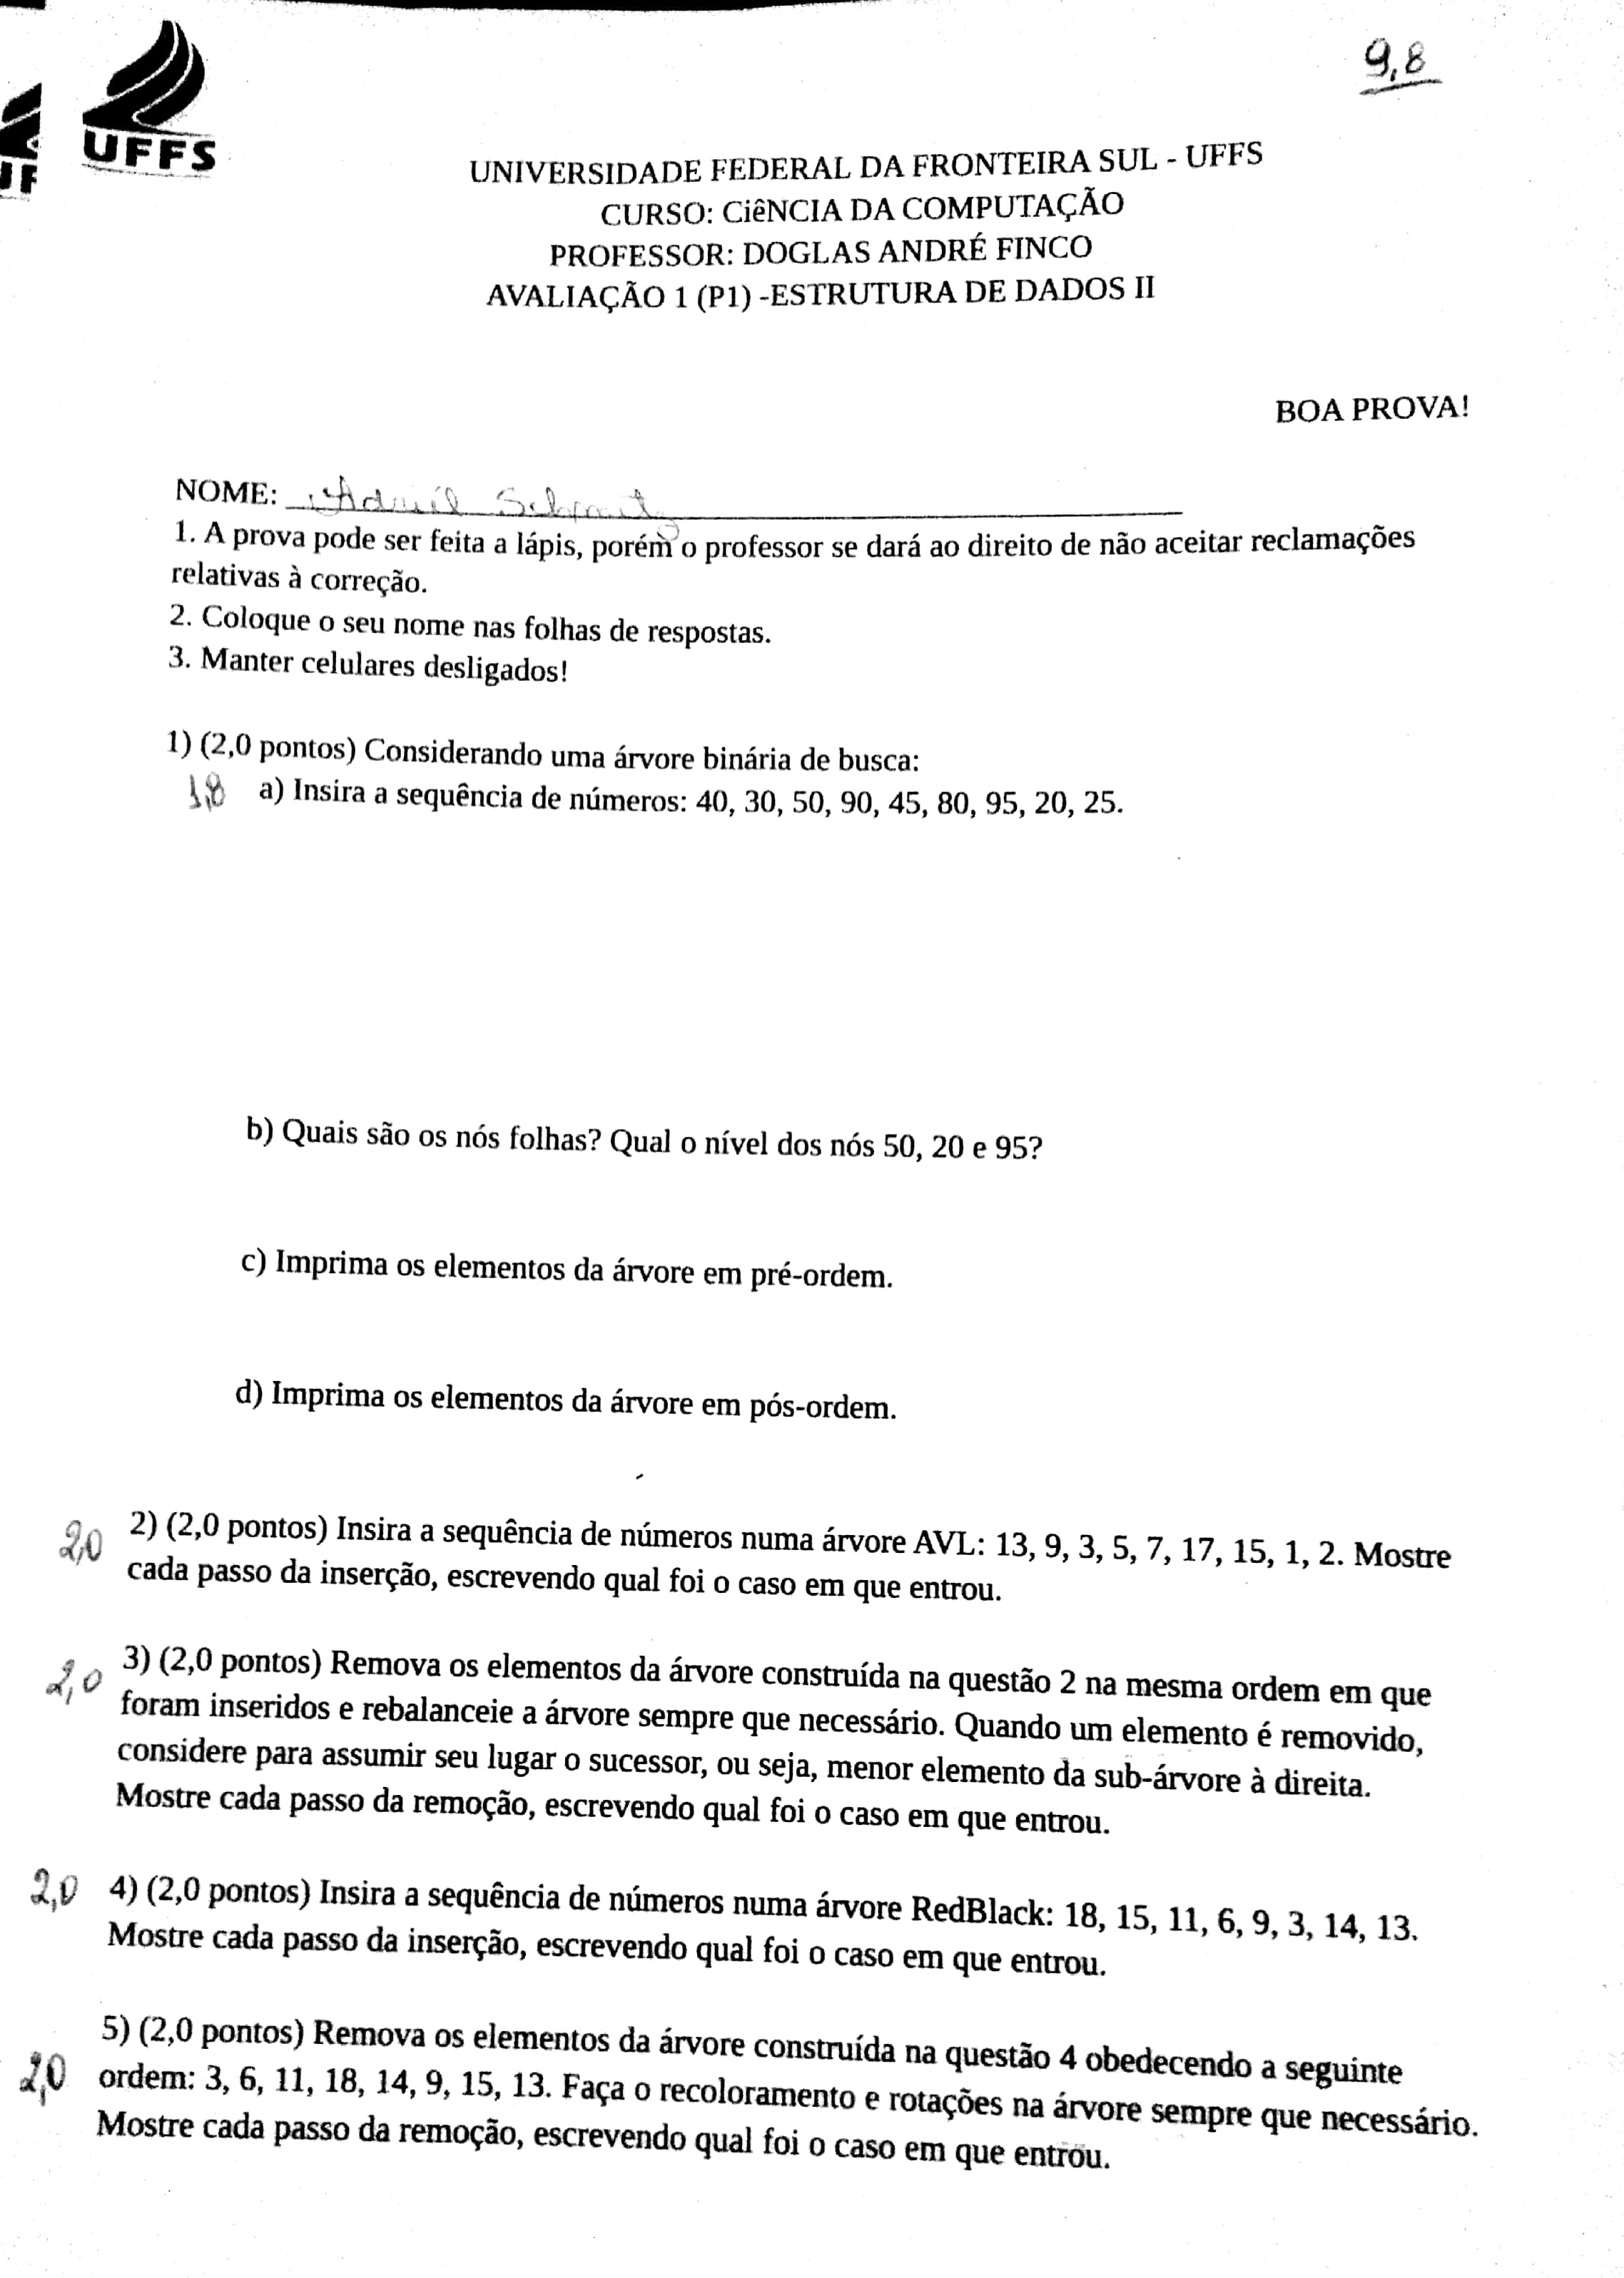 9,8
UFFS
UF
UNIVERSIDADE FEDERAL DA FRONTEIRA SUL - UFFS
CURSO: CiêNCIA DA COMPUTAÇÃO
PROFESSOR: DOGLAS ANDRÉ FINCO
AVALIAÇÃO 1 (P1) -ESTRUTURA DE DADOS II
BOA PROVA!
NOME:
1. A prova pode ser feita a lápis, porém o professor se dará ao direito de não aceitar reclamações
relativas à correção.
2. Coloque o seu nome nas folhas de respostas.
3. Manter celulares desligados!
1) (2,0 pontos) Considerando uma árvore binária de busca:
1,8 a) Insira a sequência de números: 40, 30, 50, 90, 45, 80, 95, 20, 25.
b) Quais são os nós folhas? Qual o nível dos nós 50, 20 e 95?
c) Imprima os elementos da árvore em pré-ordem.
d) Imprima os elementos da árvore em pós-ordem.
2,0 2) (2,0 pontos) Insira a sequência de números numa árvore AVL: 13, 9, 3, 5, 7, 17, 15, 1, 2. Mostre
cada passo da inserção, escrevendo qual foi o caso em que entrou.
2,0 3) (2,0 pontos) Remova os elementos da árvore construída na questão 2 na mesma ordem em que
foram inseridos e rebalanceie a árvore sempre que necessário. Quando um elemento é removido,
considere para assumir seu lugar o sucessor, ou seja, menor elemento da sub-árvore à direita.
Mostre cada passo da remoção, escrevendo qual foi o caso em que entrou.
2,0 4) (2,0 pontos) Insira a sequência de números numa árvore RedBlack: 18, 15, 11, 6, 9, 3, 14, 13.
Mostre cada passo da inserção, escrevendo qual foi o caso em que entrou.
5) (2,0 pontos) Remova os elementos da árvore construída na questão 4 obedecendo a seguinte
2,0 ordem: 3, 6, 11, 18, 14, 9, 15, 13. Faça o recoloramento e rotações na árvore sempre que necessário.
Mostre cada passo da remoção, escrevendo qual foi o caso em que entrou.